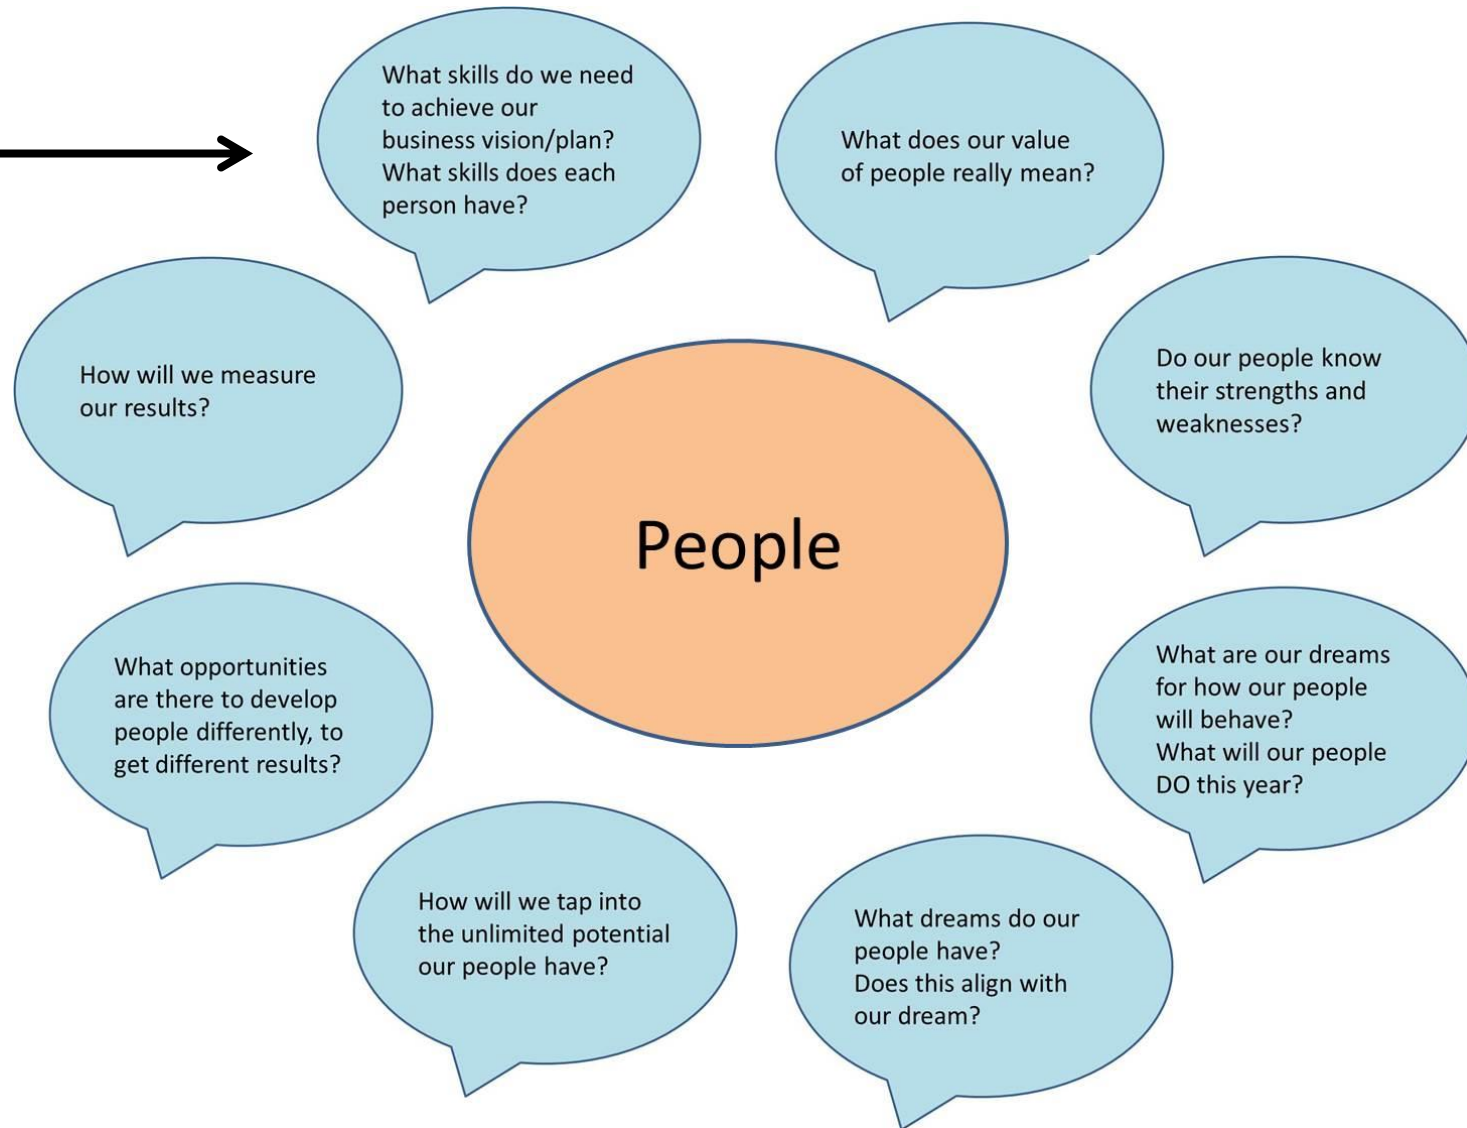 What skills do we need
to achieve our
business vision/plan?
What skills does each
person have?
What does our value
of people really mean?
Do our people know
their strengths and
weaknesses?
What are our dreams
for how our people
will behave?
What will our people
DO this year?
What dreams do our
people have?
Does this align with
our dream?
How will we tap into
the unlimited potential
our people have?
What opportunities
are there to develop
people differently, to
get different results?
How will we measure
our results?
People